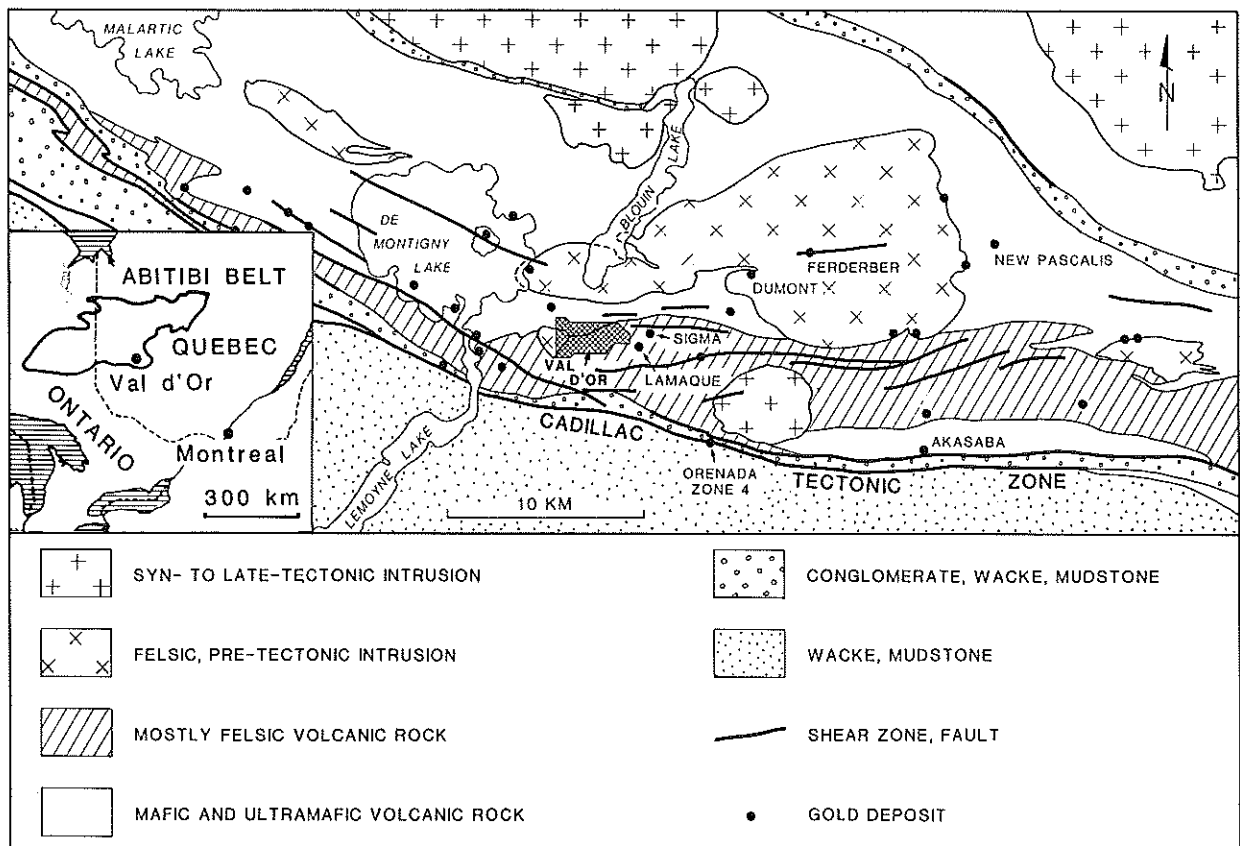 MALARTIC
LAKE
N
BLOUIN
LAKE
DE
MONTIGNY
LAKE
FERDERBER
DUMONT
NEW PASCALIS
SIGMA
VAL
D'OR
LAMAQUE
CADILLAC
TECTONIC
ZONE
ORENADA
ZONE 4
AKASABA
LEMOYNE LAKE
10 KM
ABITIBI BELT
QUEBEC
Val d'Or
ONTARIO
Montreal
300 km
SYN- TO LATE-TECTONIC INTRUSION
FELSIC, PRE-TECTONIC INTRUSION
MOSTLY FELSIC VOLCANIC ROCK
MAFIC AND ULTRAMAFIC VOLCANIC ROCK
CONGLOMERATE, WACKE, MUDSTONE
WACKE, MUDSTONE
SHEAR ZONE, FAULT
GOLD DEPOSIT